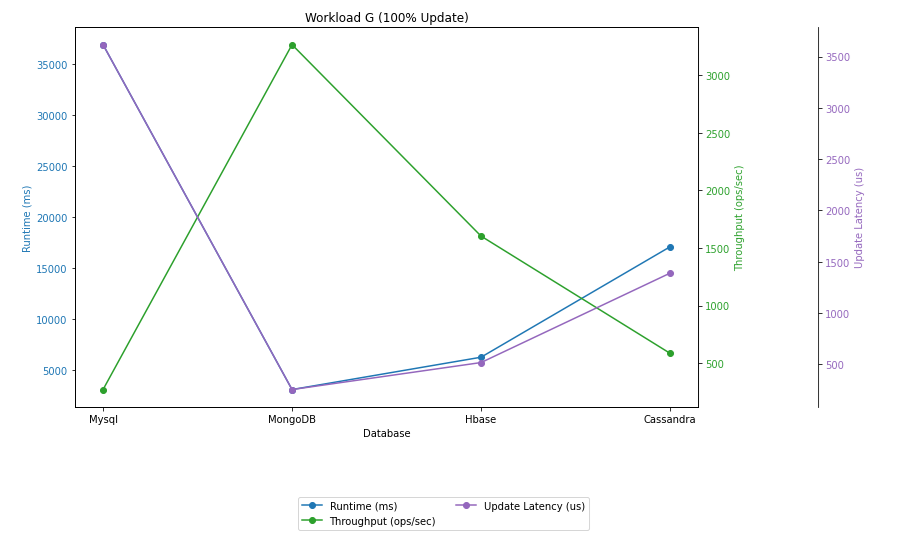 Workload G (100% Update)
35000
30000
25000
20000
15000
10000
5000
Runtime (ms)
3000
2500
2000
1500
1000
500
Throughput (ops/sec)
3500
3000
2500
2000
1500
1000
500
Update Latency (us)
Mysql MongoDB Hbase Cassandra
Database
Runtime (ms) Update Latency (us)
Throughput (ops/sec)